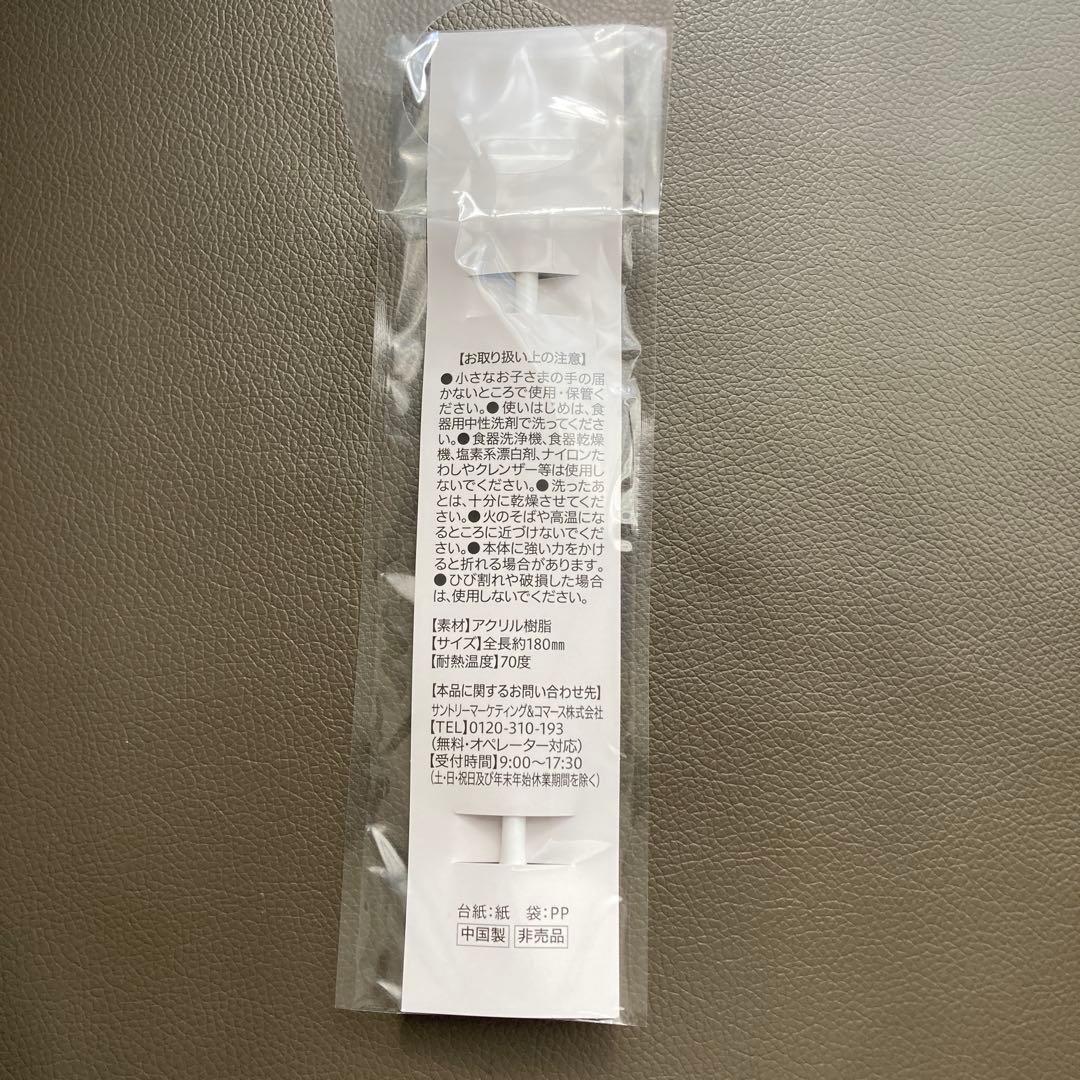 【お取り扱い上の注意】
●小さなお子さまの手の届
かないところで使用・保管く
ださい。●使いはじめは、食
器用中性洗剤で洗ってくださ
い。●食器洗浄機、食器乾燥
機、塩素系漂白剤、ナイロンた
わしやクレンザー等は使用し
ないでください。●洗ったあ
とは、十分に乾燥させてくだ
さい。●火のそばや高温にな
るところに近づけないでくだ
さい。●本体に強い力をかけ
ると折れる場合があります。
●ひび割れや破損した場合
は、使用しないでください。
【素材】アクリル樹脂
【サイズ】全長約180㎜
【耐熱温度】70度
【本品に関するお問い合わせ先】
サントリーマーケティング&コマース株式会社
【TEL】0120-310-193
（無料・オペレーター対応）
【受付時間】9:00〜17:30
（土・日・祝日及び年末年始休業期間を除く）
台紙：紙 袋：PP
中国製 非売品